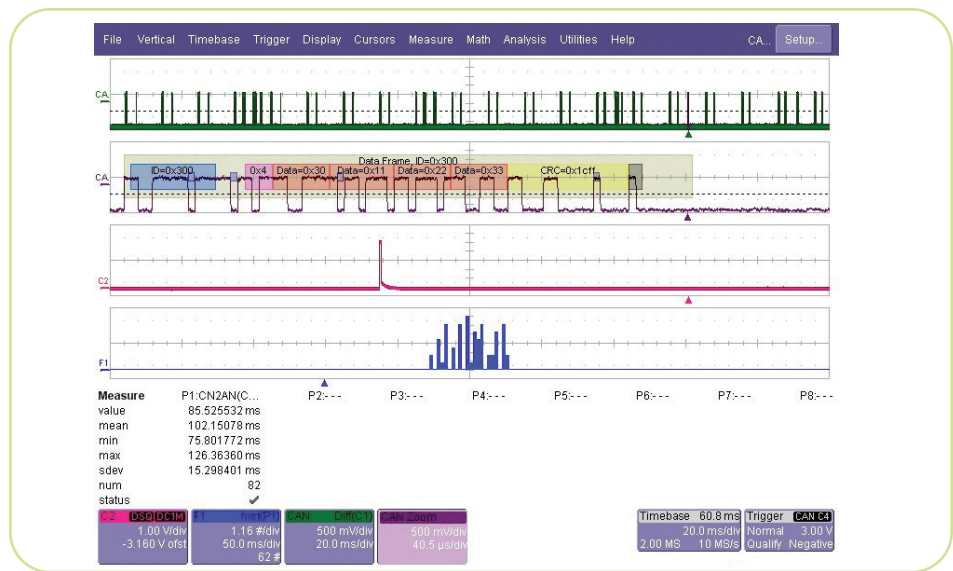 File Vertical Timebase Trigger Display Cursors Measure Math Analysis Utilities Help CA... Setup...
CA
Data Frame, ID=0x300
ID=0x300 0x4 Data=0x30 Data=0x11 Data=0x22 Data=0x33 CRC=0x1cff
CA
C2
F1
Measure P1:CN2AN(C... P2:- - - P3:- - - P4:- - - P5:- - - P6:- - - P7:- - - P8:- - -
value 85.525532 ms
mean 102.15078 ms
min 75.801772 ms
max 126.36360 ms
sdev 15.298401 ms
num 82
status ✔
C2 DSQ DC1M F1 hist(P1) CAN Diff(C1) CAN Zoom Timebase 60.8 ms Trigger CAN C4
1.00 V/div 1.16 #/div 500 mV/div 500 mV/div 20.0 ms/div Normal 3.00 V
-3.160 V ofst 50.0 ms/div 20.0 ms/div 40.5 µs/div 2.00 MS 10 MS/s Qualify Negative
62 #